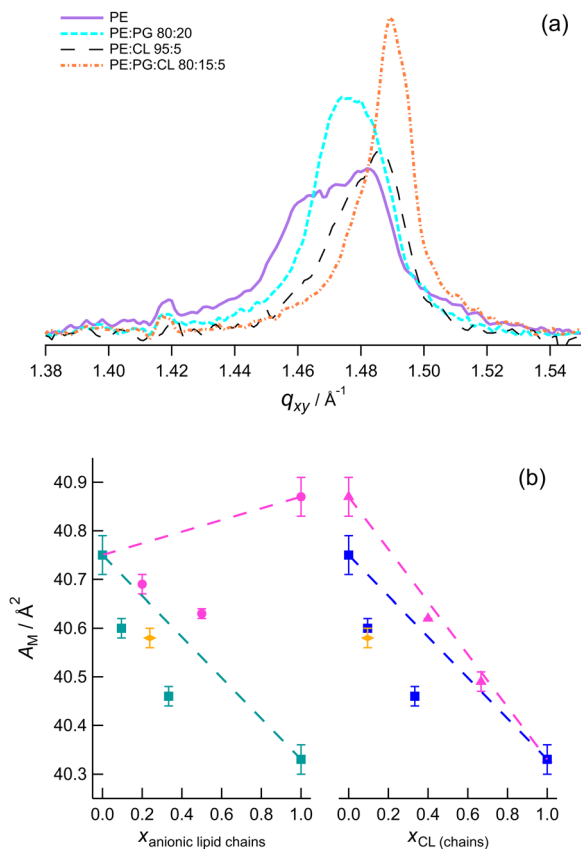 (a)
PE
PE:PG 80:20
PE:CL 95:5
PE:PG:CL 80:15:5
1.38 1.40 1.42 1.44 1.46 1.48 1.50 1.52 1.54
q_xy / Å⁻¹
(b)
40.9
40.8
40.7
40.6
40.5
40.4
40.3
A_M / Å²
0.0 0.2 0.4 0.6 0.8 1.0 0.0 0.2 0.4 0.6 0.8 1.0
x_anionic lipid chains x_CL (chains)